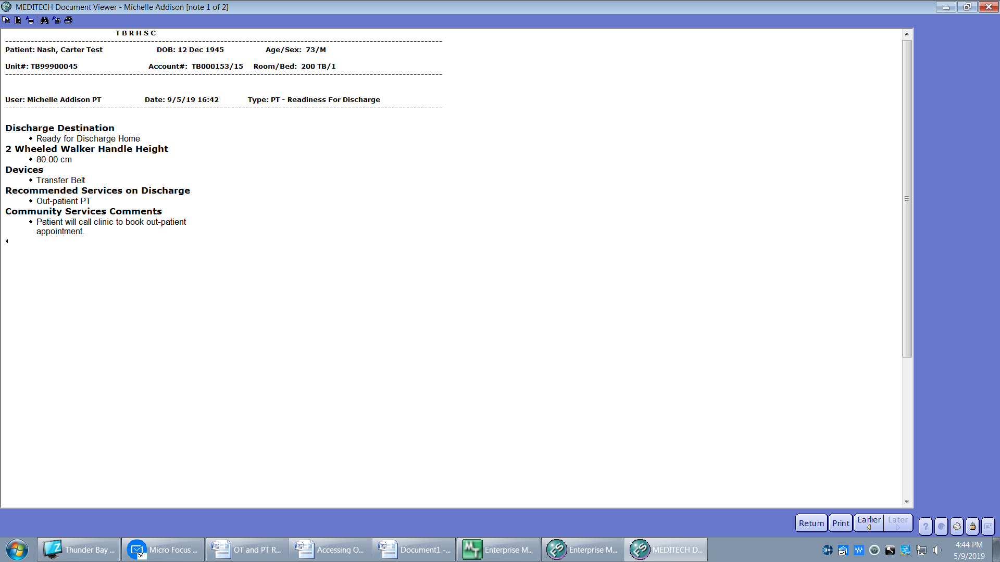 MEDITECH Document Viewer - Michelle Addison [note 1 of 2]
T B R H S C
Patient: Nash, Carter Test DOB: 12 Dec 1945 Age/Sex: 73/M
Unit#: TB99900045 Account#: TB000153/15 Room/Bed: 200 TB/1
User: Michelle Addison PT Date: 9/5/19 16:42 Type: PT - Readiness For Discharge
Discharge Destination
• Ready for Discharge Home
2 Wheeled Walker Handle Height
• 80.00 cm
Devices
• Transfer Belt
Recommended Services on Discharge
• Out-patient PT
Community Services Comments
• Patient will call clinic to book out-patient
appointment.
Return Print Earlier Later
Thunder Bay ... Micro Focus ... 54 OT and PT R... Accessing O... Document1 -... Enterprise M... Enterprise M... MEDITECH D...
4:44 PM
5/9/2019